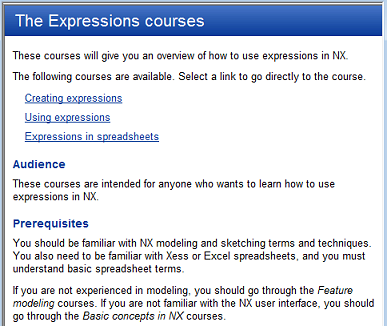 The Expressions courses
These courses will give you an overview of how to use expressions in NX.
The following courses are available. Select a link to go directly to the course.
Creating expressions
Using expressions
Expressions in spreadsheets
Audience
These courses are intended for anyone who wants to learn how to use
expressions in NX.
Prerequisites
You should be familiar with NX modeling and sketching terms and techniques.
You also need to be familiar with Xess or Excel spreadsheets, and you must
understand basic spreadsheet terms.
If you are not experienced in modeling, you should go through the Feature
modeling courses. If you are not familiar with the NX user interface, you should
go through the Basic concepts in NX courses.